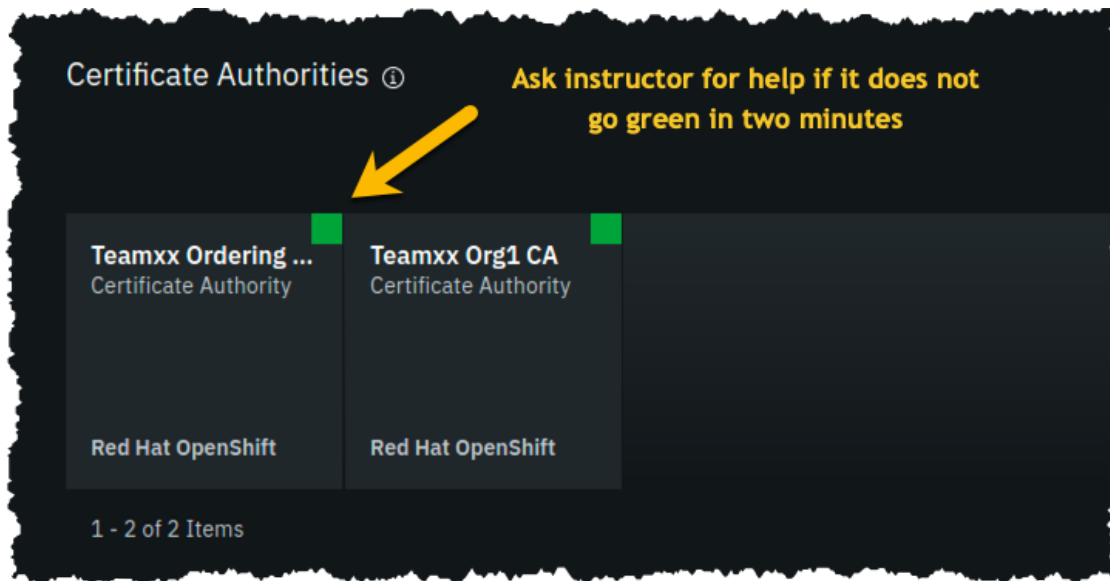 Certificate Authorities
Ask instructor for help if it does not
go green in two minutes
Teamxx Ordering ...
Certificate Authority
Red Hat OpenShift
Teamxx Org1 CA
Certificate Authority
Red Hat OpenShift
1 - 2 of 2 Items